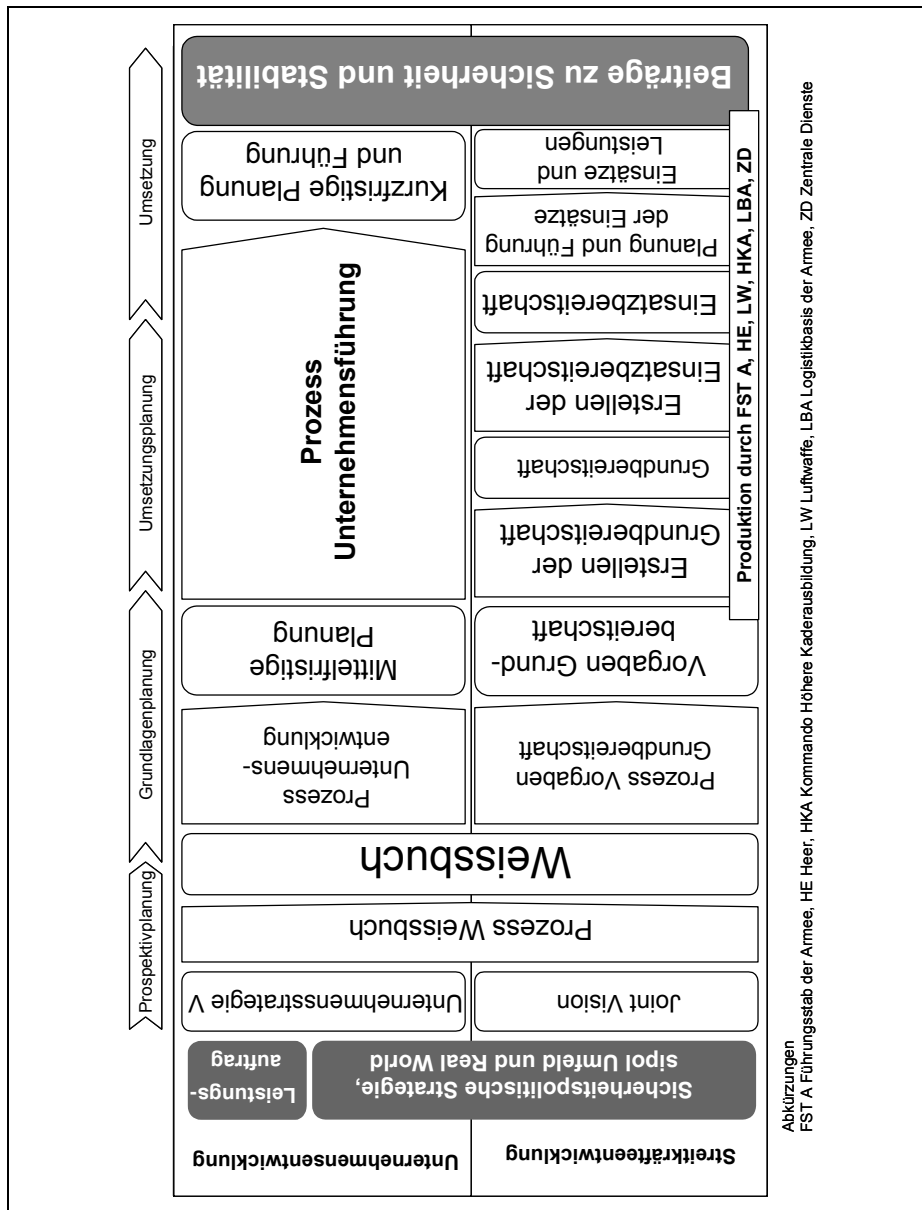 Streitkräfteentwicklung
Unternehmensentwicklung
Sicherheitspolitische Strategie,
sipol Umfeld und Real World
Leistungs-
auftrag
Joint Vision
Unternehmensstrategie V
Prozess Weissbuch
Weissbuch
Prozess Vorgaben
Grundbereitschaft
Prozess
Unternehmens-
entwicklung
Vorgaben Grund-
bereitschaft
Mittelfristige
Planung
Erstellen der
Grundbereitschaft
Grundbereitschaft
Erstellen der
Einsatzbereitschaft
Einsatzbereitschaft
Planung und Führung
der Einsätze
Einsätze und
Leistungen
Prozess
Unternehmensführung
Kurzfristige Planung
und Führung
Beiträge zu Sicherheit und Stabilität
Produktion durch FST A, HE, LW, HKA, LBA, ZD
Prospektivplanung
Grundlagenplanung
Umsetzungsplanung
Umsetzung
Abkürzungen
FST A Führungsstab der Armee, HE Heer, HKA Kommando Höhere Kaderausbildung, LW Luftwaffe, LBA Logistikbasis der Armee, ZD Zentrale Dienste